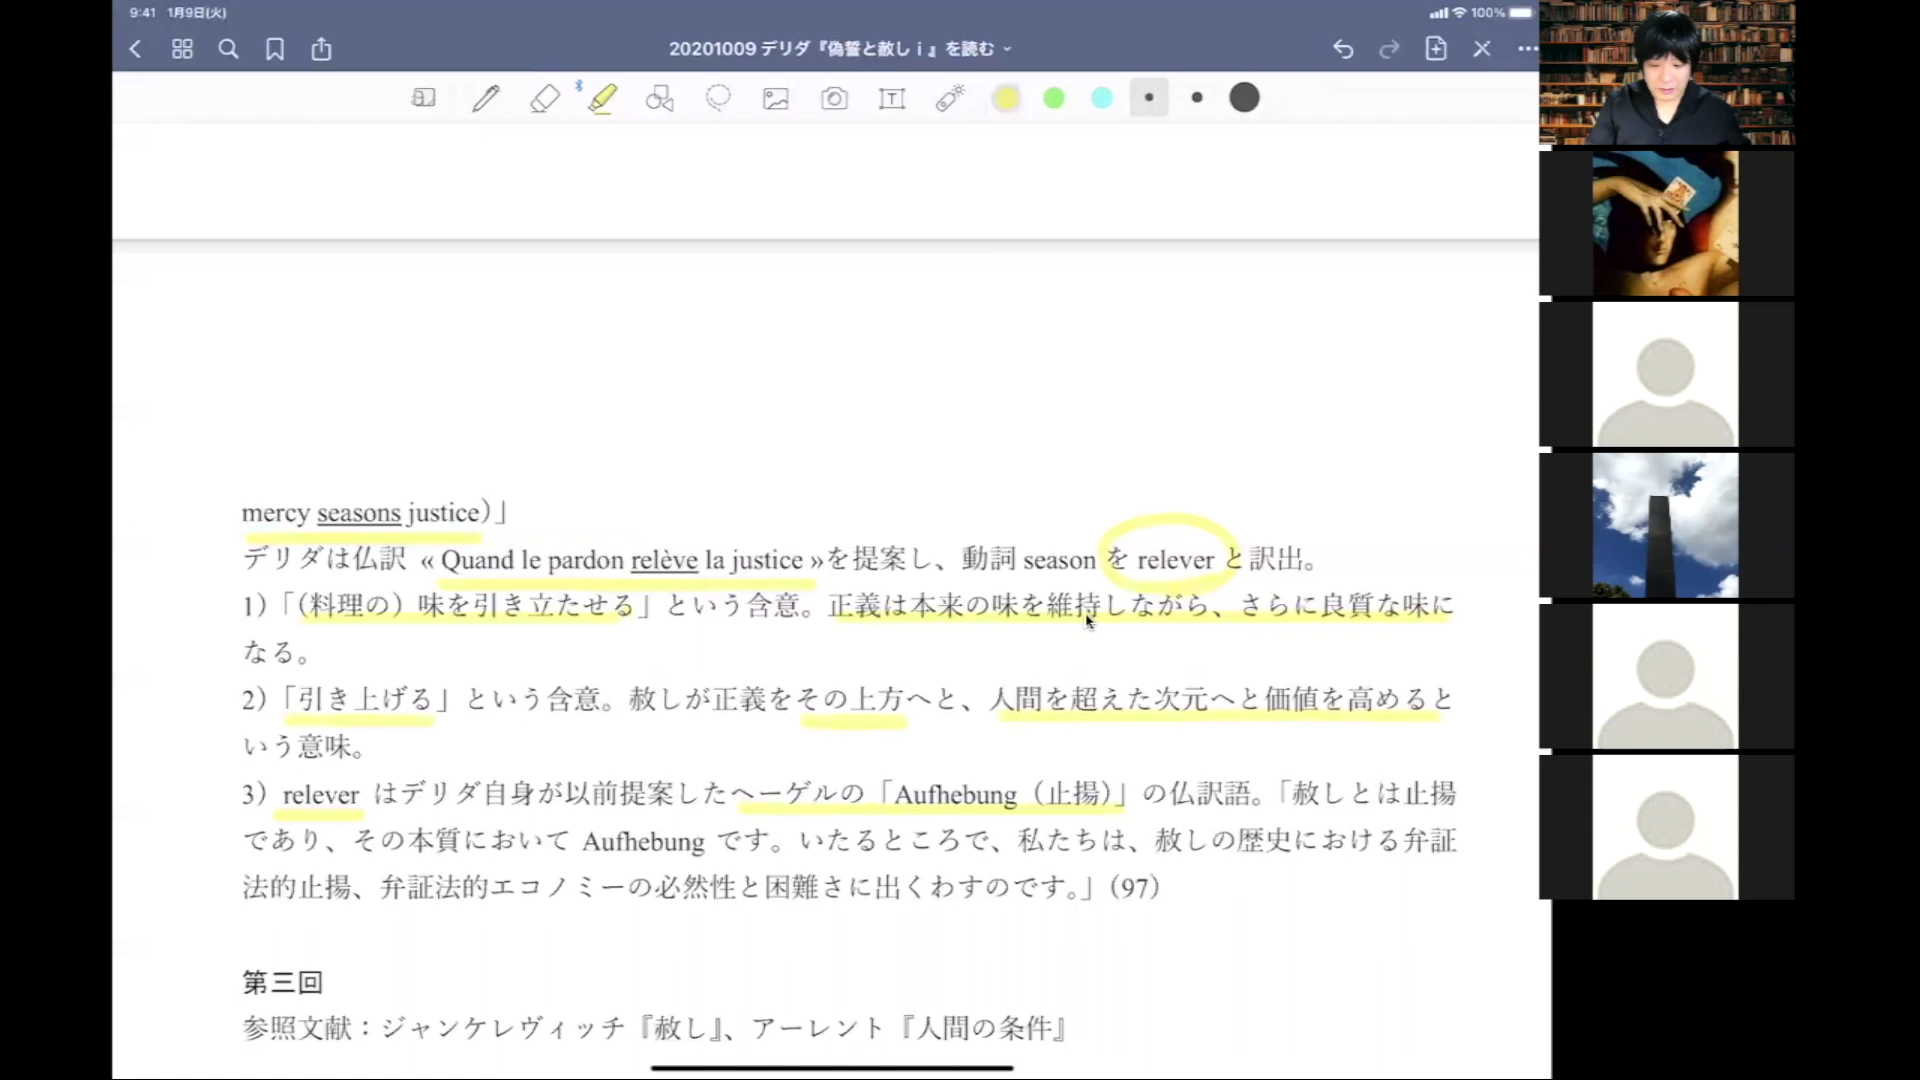 9:41 1月9日(火)
100%
20201009 デリダ『偽誓と赦しⅰ』を読む
mercy seasons justice)」
デリダは仏訳 « Quand le pardon relève la justice »を提案し、動詞 season を relever と訳出。
1)「(料理の）味を引き立たせる」という含意。正義は本来の味を維持しながら、さらに良質な味に
なる。
2)「引き上げる」という含意。赦しが正義をその上方へと、人間を超えた次元へと価値を高めると
いう意味。
3）relever はデリダ自身が以前提案したヘーゲルの「Aufhebung（止揚）」の仏訳語。「赦しとは止揚
であり、その本質において Aufhebung です。いたるところで、私たちは、赦しの歴史における弁証
法的止揚、弁証法的エコノミーの必然性と困難さに出くわすのです。」（97）
第三回
参照文献：ジャンケレヴィッチ『赦し』、アーレント『人間の条件』